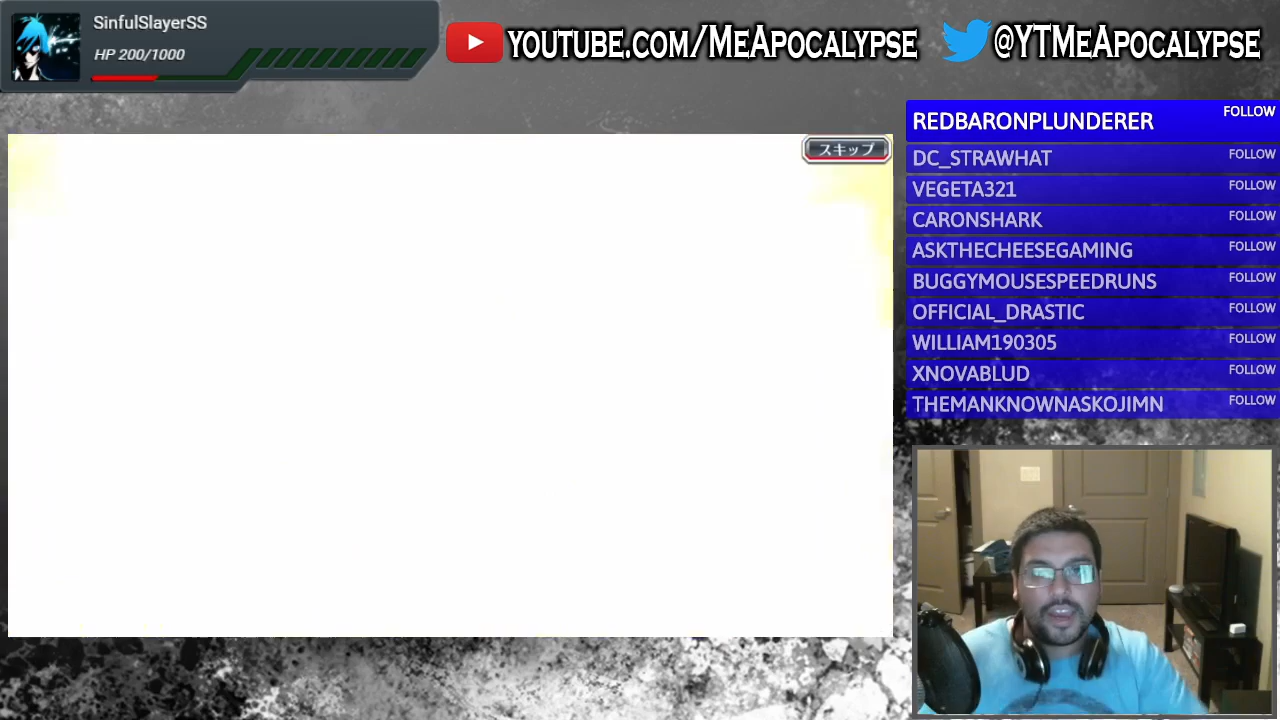 SinfulSlayerSS
HP 200/1000
YOUTUBE.COM/MEAPOCALYPSE
@YTMEAPOCALYPSE
スキップ
REDBARONPLUNDERER FOLLOW
DC_STRAWHAT FOLLOW
VEGETA321 FOLLOW
CARONSHARK FOLLOW
ASKTHECHEESEGAMING FOLLOW
BUGGYMOUSESPEEDRUNS FOLLOW
OFFICIAL_DRASTIC FOLLOW
WILLIAM190305 FOLLOW
XNOVABLUD FOLLOW
THEMANKNOWNASKOJIMN FOLLOW